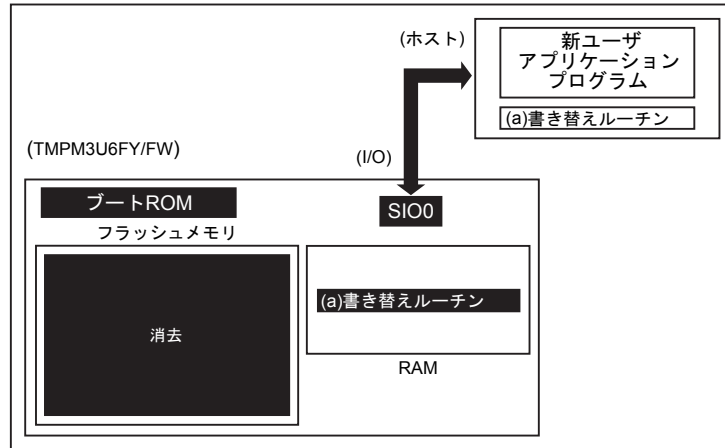 (ホスト)
新ユーザ
アプリケーション
プログラム
(a)書き替えルーチン
(TMPM3U6FY/FW)
(I/O)
ブートROM
SIO0
フラッシュメモリ
(a)書き替えルーチン
消去
RAM